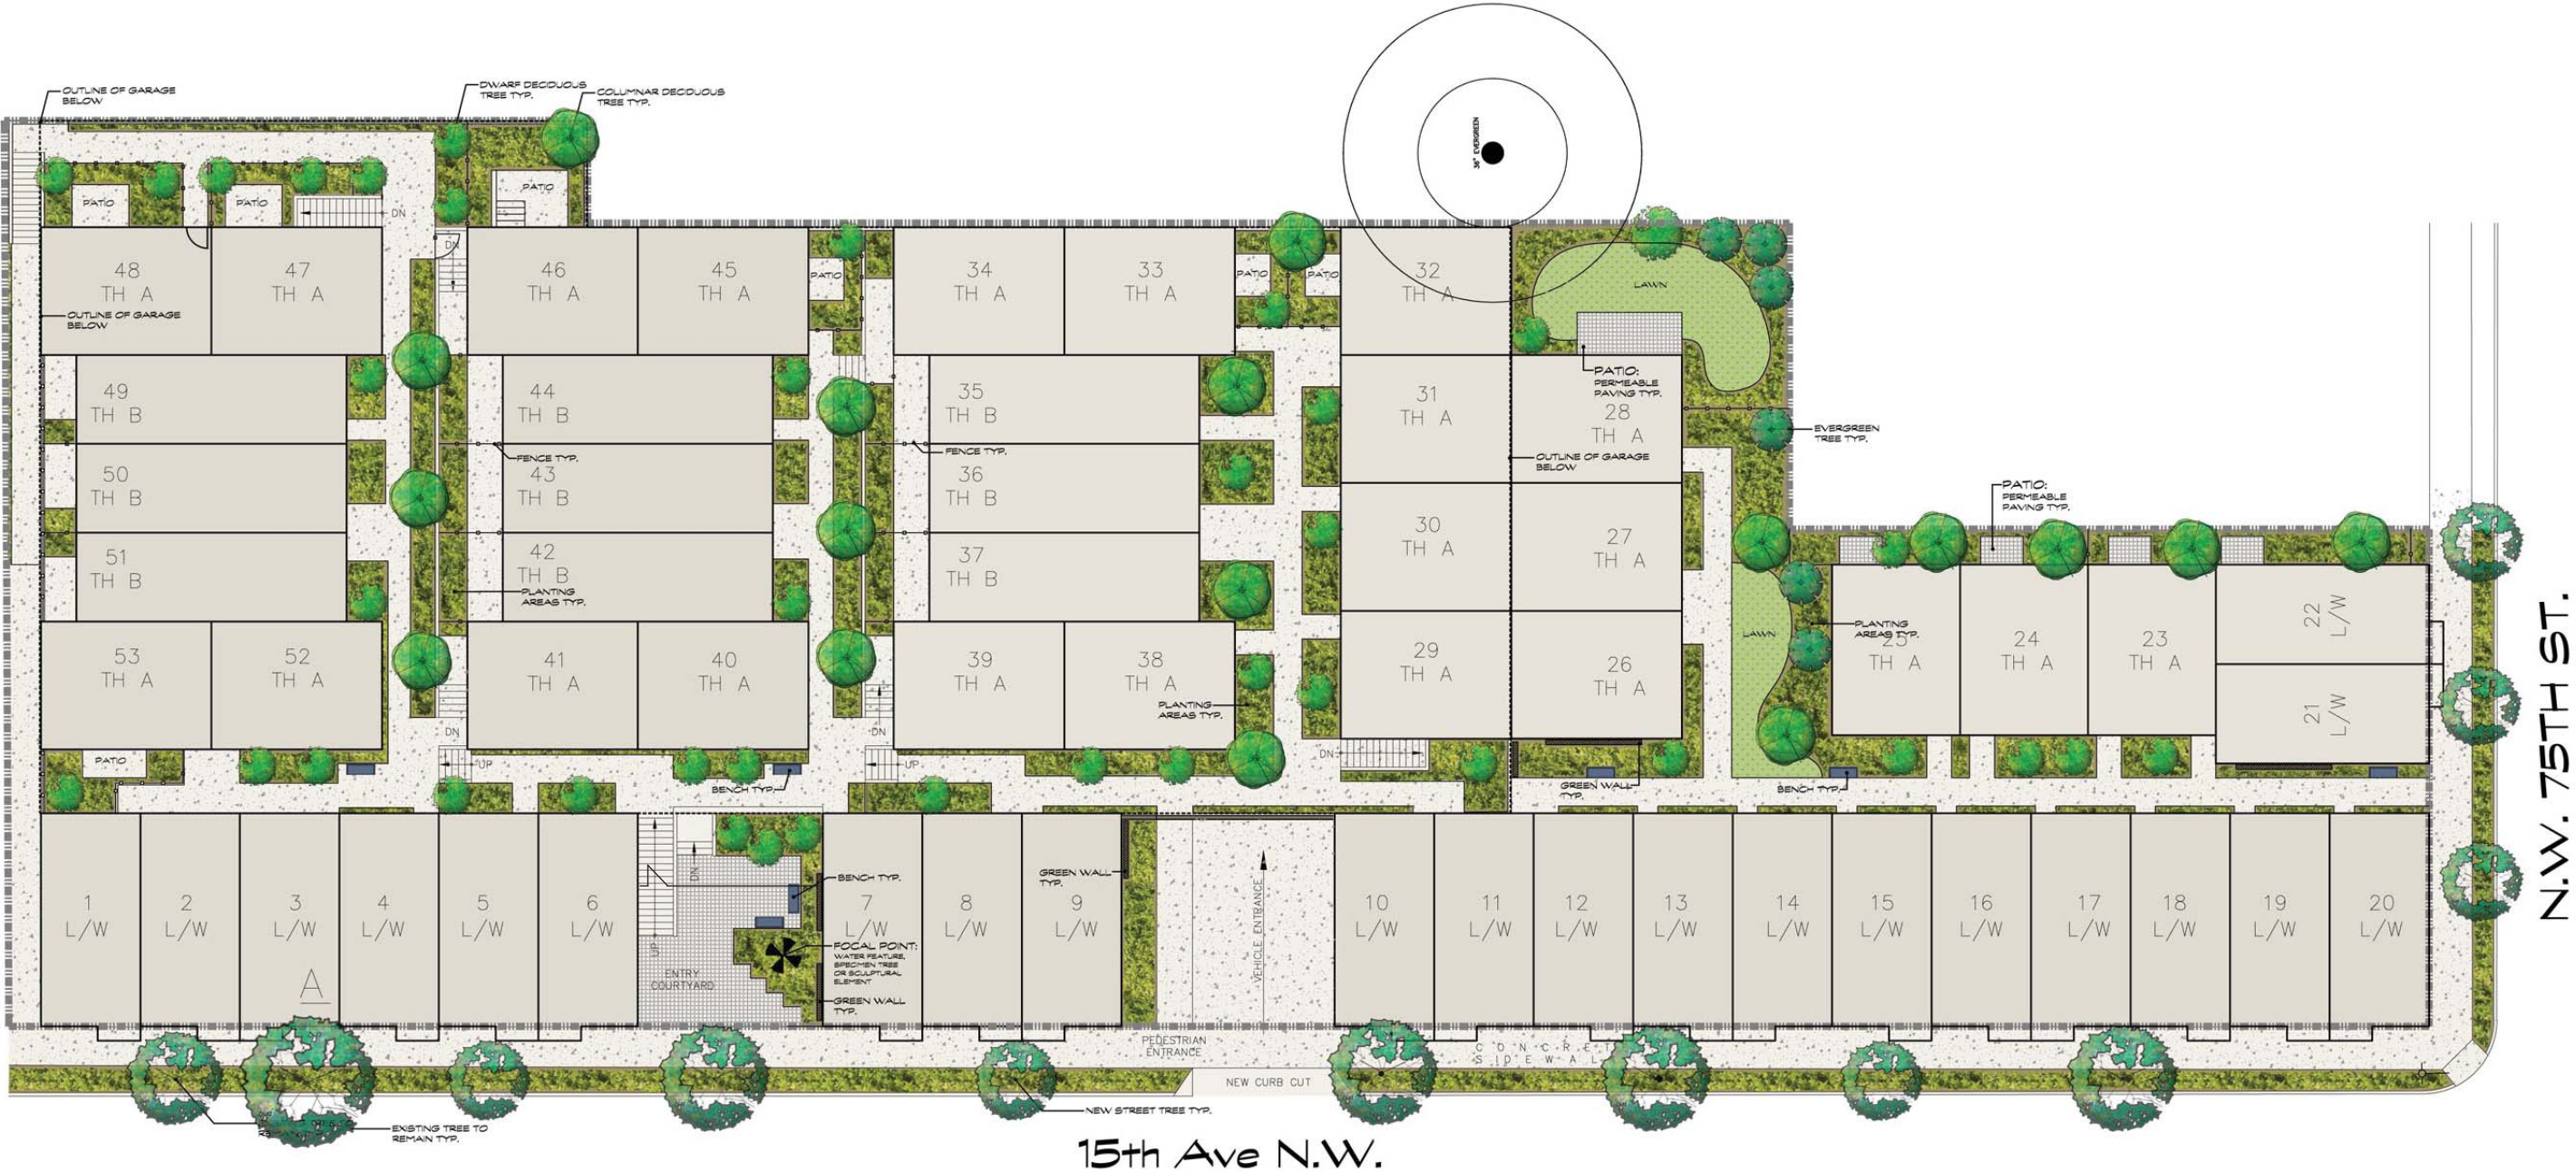 OUTLINE OF GARAGE
BELOW
DWARF DECIDUOUS
TREE TYP.
COLUMNAR DECIDUOUS
TREE TYP.
36" EVERGREEN
PATIO
PATIO
PATIO
DN
DN
48
TH A
47
TH A
46
TH A
45
TH A
PATIO
34
TH A
33
TH A
PATIO
PATIO
32
TH A
LAWN
OUTLINE OF GARAGE
BELOW
49
TH B
44
TH B
35
TH B
31
TH A
PATIO:
PERMEABLE
PAVING TYP.
28
TH A
EVERGREEN
TREE TYP.
FENCE TYP.
FENCE TYP.
OUTLINE OF GARAGE
BELOW
50
TH B
43
TH B
36
TH B
30
TH A
27
TH A
PATIO:
PERMEABLE
PAVING TYP.
51
TH B
42
TH B
PLANTING
AREAS TYP.
37
TH B
53
TH A
52
TH A
41
TH A
40
TH A
39
TH A
38
TH A
PLANTING
AREAS TYP.
29
TH A
26
TH A
LAWN
PLANTING
AREAS TYP.
25
TH A
24
TH A
23
TH A
22
L/W
21
L/W
N.W. 75TH ST.
PATIO
DN
UP
BENCH TYP.
DN
UP
DN
GREEN WALL
TYP.
BENCH TYP.
1
L/W
2
L/W
3
L/W
A
4
L/W
5
L/W
6
L/W
UP
DN
ENTRY
COURTYARD
BENCH TYP.
7
L/W
FOCAL POINT:
WATER FEATURE,
SPECIMEN TREE
OR SCULPTURAL
ELEMENT
GREEN WALL
TYP.
8
L/W
GREEN WALL
TYP.
9
L/W
VEHICLE ENTRANCE
10
L/W
11
L/W
12
L/W
13
L/W
14
L/W
15
L/W
16
L/W
17
L/W
18
L/W
19
L/W
20
L/W
PEDESTRIAN
ENTRANCE
NEW CURB CUT
NEW STREET TREE TYP.
EXISTING TREE TO
REMAIN TYP.
15th Ave N.W.